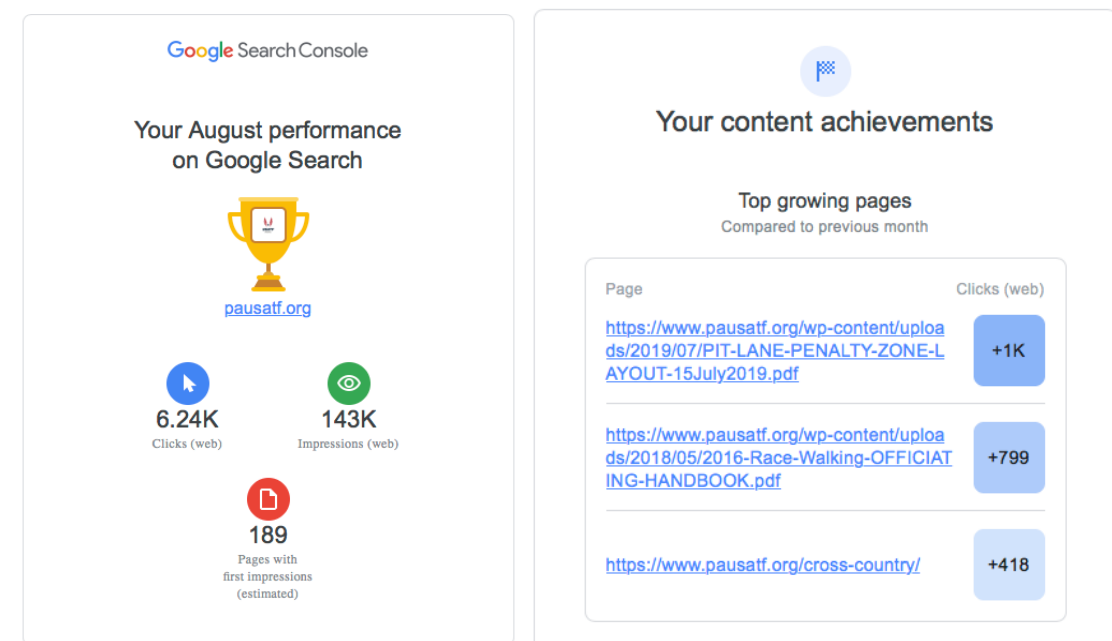 Google Search Console
Your August performance
on Google Search
pausatf.org
6.24K
Clicks (web)
143K
Impressions (web)
189
Pages with
first impressions
(estimated)
Your content achievements
Top growing pages
Compared to previous month
Page
Clicks (web)
https://www.pausatf.org/wp-content/uploa
ds/2019/07/PIT-LANE-PENALTY-ZONE-L
AYOUT-15July2019.pdf
+1K
https://www.pausatf.org/wp-content/uploa
ds/2018/05/2016-Race-Walking-OFFICIAT
ING-HANDBOOK.pdf
+799
https://www.pausatf.org/cross-country/
+418